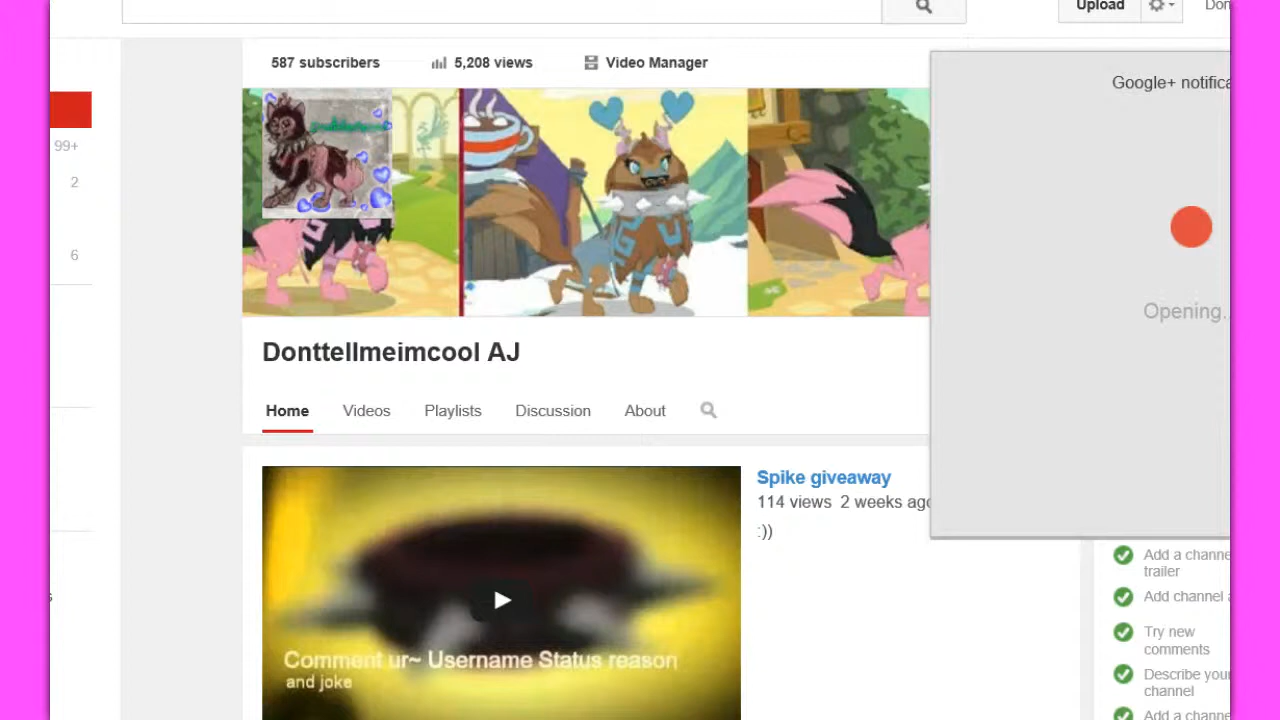 Upload
587 subscribers
5,208 views
Video Manager
Google+ notifica
99+
2
6
Opening..
Donttellmeimcool AJ
Home
Videos
Playlists
Discussion
About
Spike giveaway
114 views 2 weeks ago
:))
Comment ur~ Username Status reason
and joke
Add a channe
trailer
Add channel a
Try new
comments
Describe your
channel
Add a channe